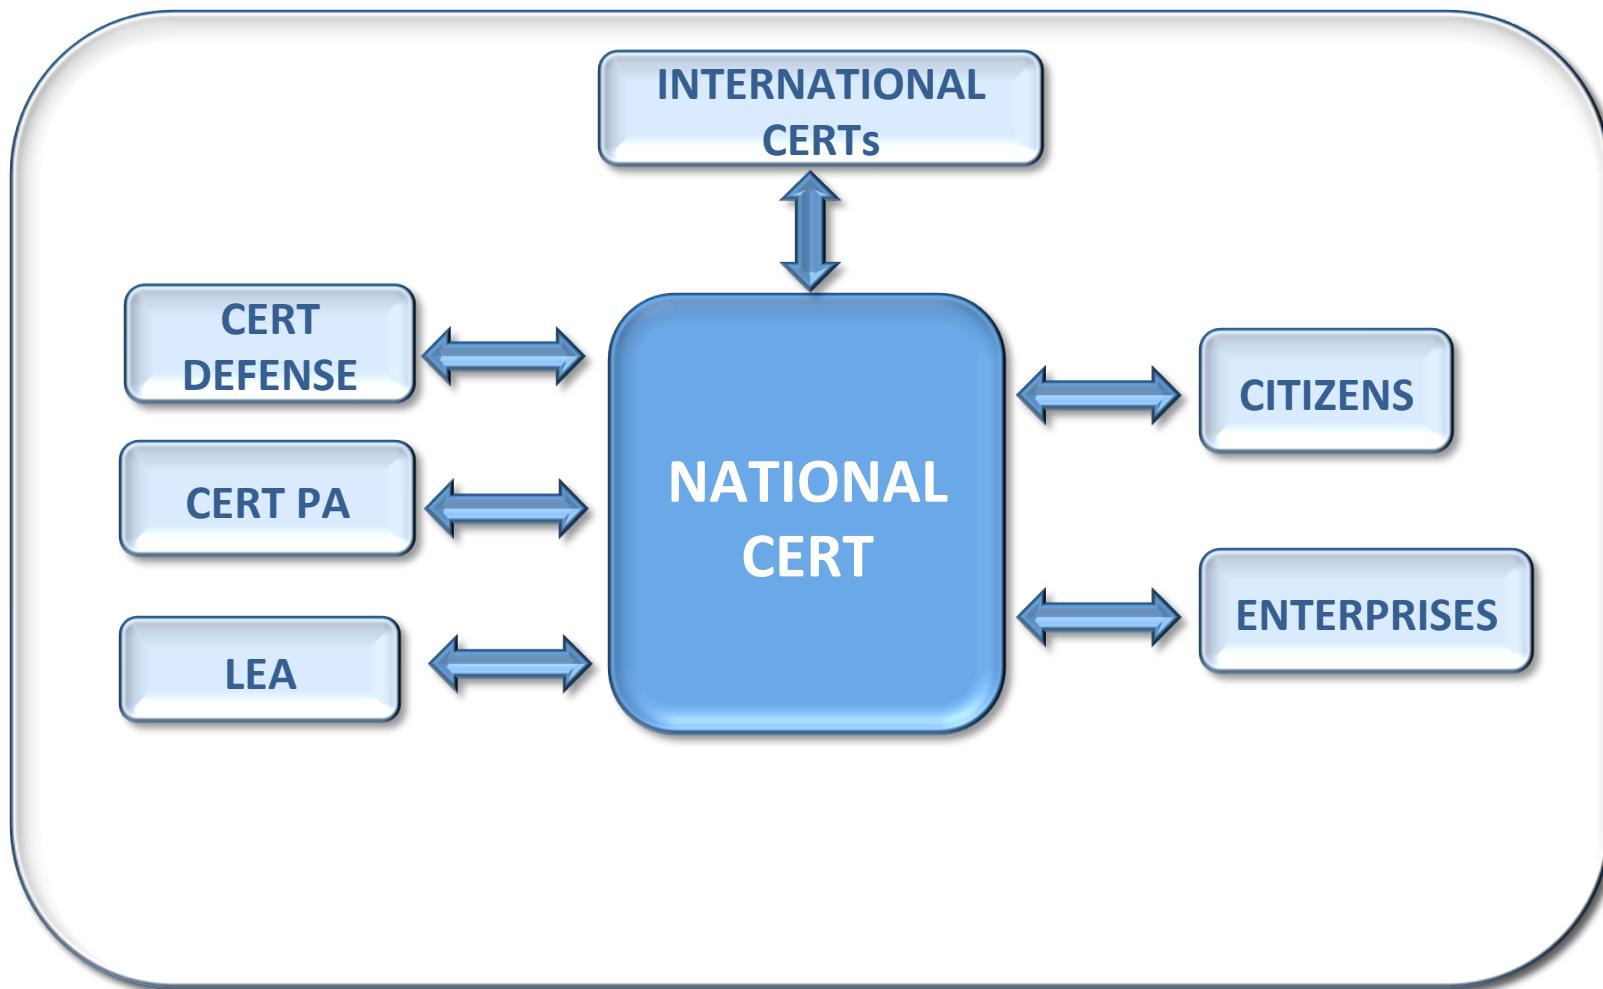 INTERNATIONAL
CERTs
CERT
DEFENSE
CERT PA
LEA
NATIONAL
CERT
CITIZENS
ENTERPRISES